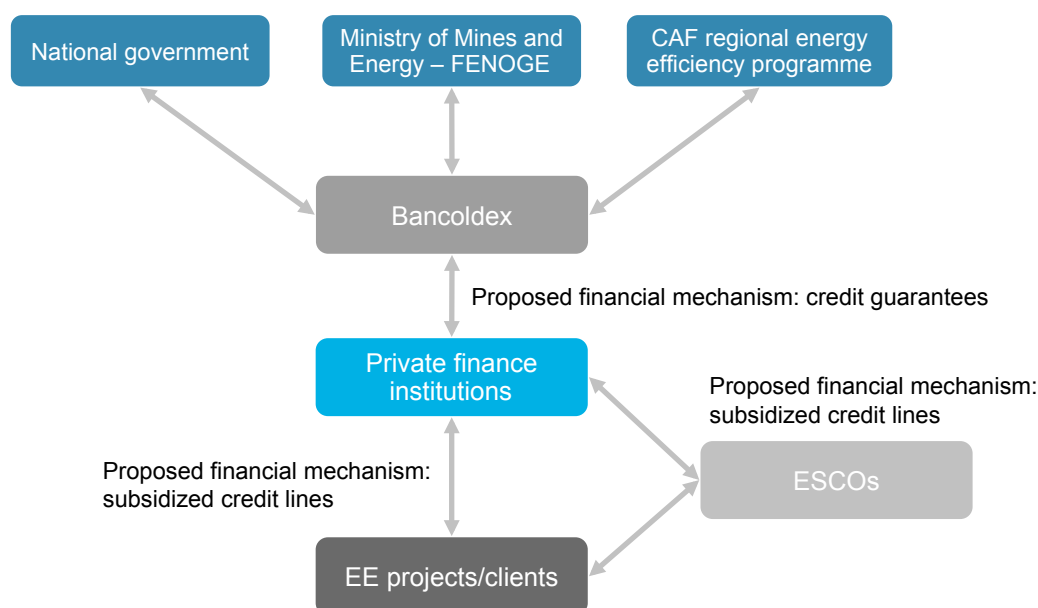 National government
Ministry of Mines and
Energy – FENOGE
CAF regional energy
efficiency programme
Bancoldex
Proposed financial mechanism: credit guarantees
Private finance
institutions
Proposed financial mechanism:
subsidized credit lines
ESCOs
Proposed financial mechanism:
subsidized credit lines
EE projects/clients